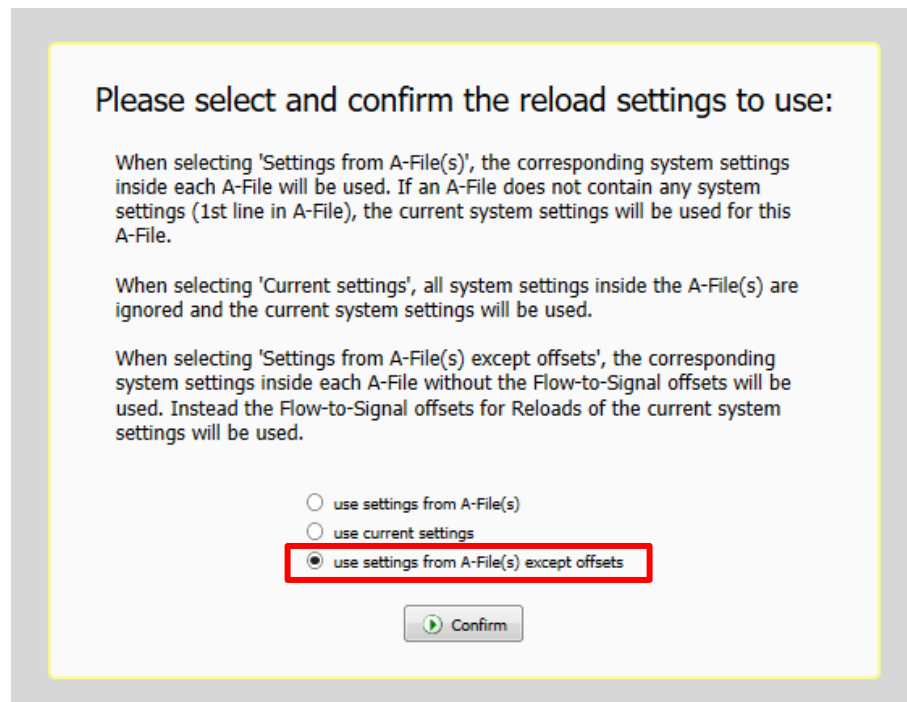 Please select and confirm the reload settings to use:
When selecting 'Settings from A-File(s)', the corresponding system settings
inside each A-File will be used. If an A-File does not contain any system
settings (1st line in A-File), the current system settings will be used for this
A-File.
When selecting 'Current settings', all system settings inside the A-File(s) are
ignored and the current system settings will be used.
When selecting 'Settings from A-File(s) except offsets', the corresponding
system settings inside each A-File without the Flow-to-Signal offsets will be
used. Instead the Flow-to-Signal offsets for Reloads of the current system
settings will be used.
use settings from A-File(s)
use current settings
use settings from A-File(s) except offsets
Confirm